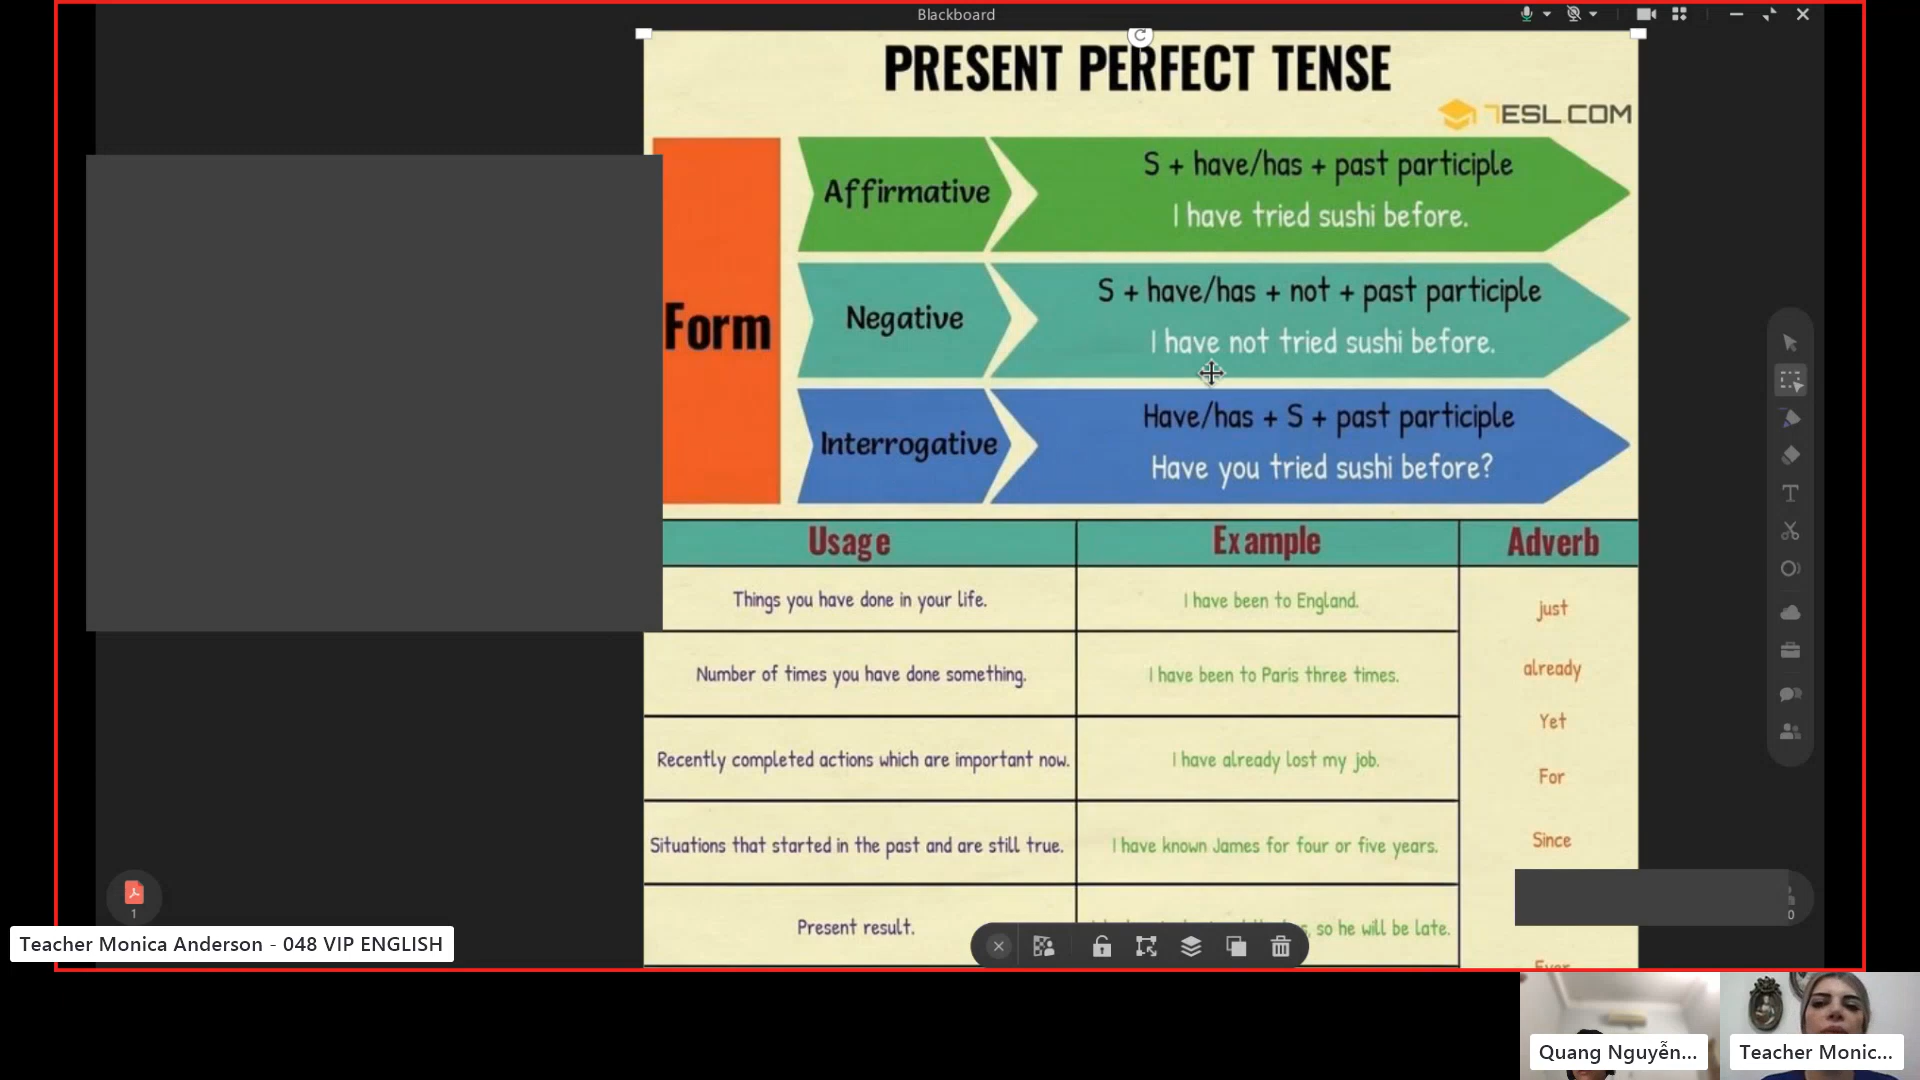 Blackboard
PRESENT PERFECT TENSE
7ESL.COM
Form
Affirmative
S + have/has + past participle
I have tried sushi before.
Negative
S + have/has + not + past participle
I have not tried sushi before.
Interrogative
Have/has + S + past participle
Have you tried sushi before?
Usage
Example
Adverb
Things you have done in your life.
I have been to England.
just
Number of times you have done something.
I have been to Paris three times.
already
Yet
Recently completed actions which are important now.
I have already lost my job.
For
Situations that started in the past and are still true.
I have known James for four or five years.
Since
Present result.
so he will be late.
1
0
Teacher Monica Anderson - 048 VIP ENGLISH
Quang Nguyễn...
Teacher Monic...